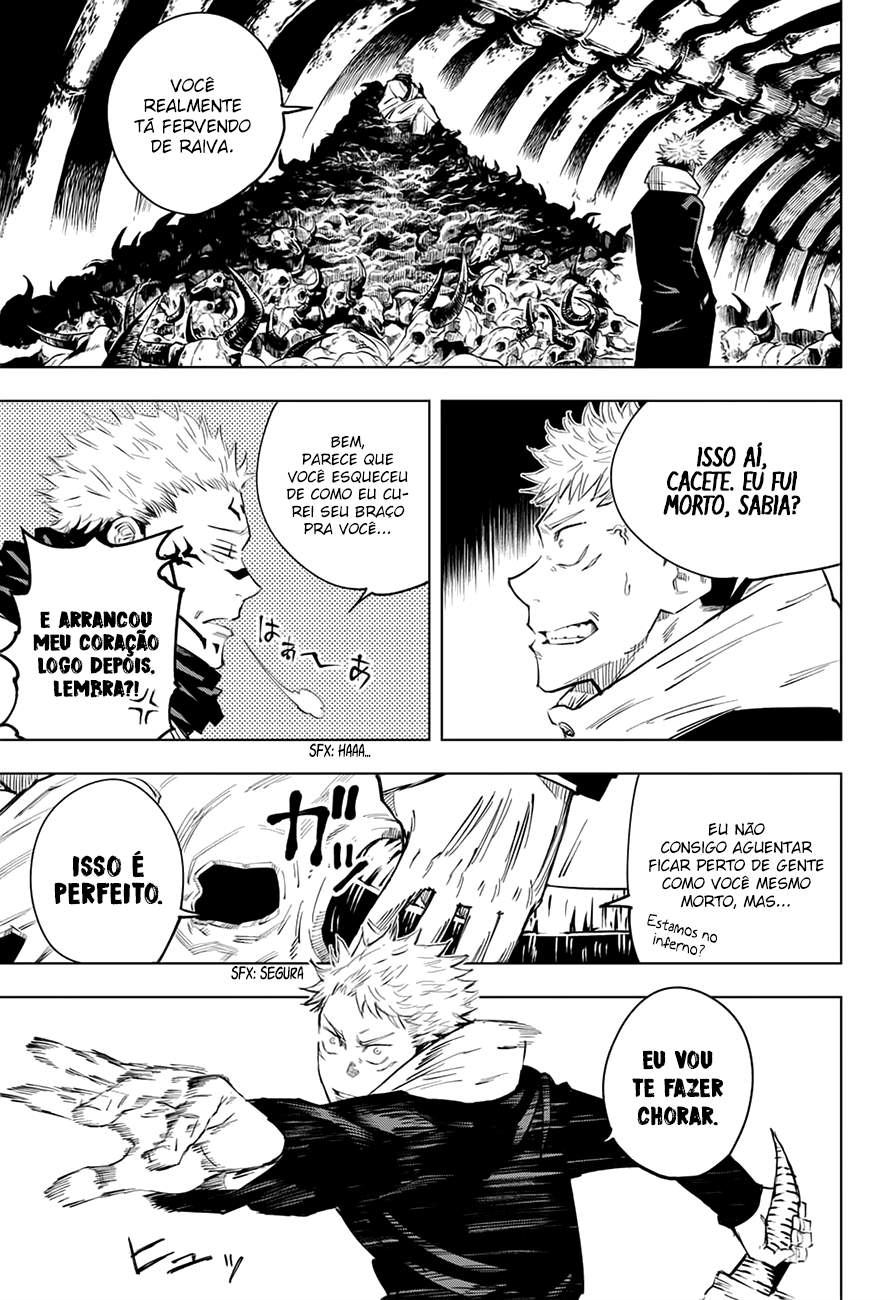 VOCÊ
REALMENTE
TÁ FERVENDO
DE RAIVA.
ISSO AÍ,
CACETE. EU FUI
MORTO, SABIA?
BEM,
PARECE QUE
VOCÊ ESQUECEU
DE COMO EU CU-
REI SEU BRAÇO
PRA VOCÊ...
E ARRANCOU
MEU CORAÇÃO
LOGO DEPOIS.
LEMBRA?!
はぁ〜ぁ
SFX: HAAA...
EU NÃO
CONSIGO AGUENTAR
FICAR PERTO DE GENTE
COMO VOCÊ MESMO
MORTO, MAS...
Estamos no
inferno?
ガッ
SFX: SEGURA
ISSO É
PERFEITO.
EU VOU
TE FAZER
CHORAR.
ヒュッ